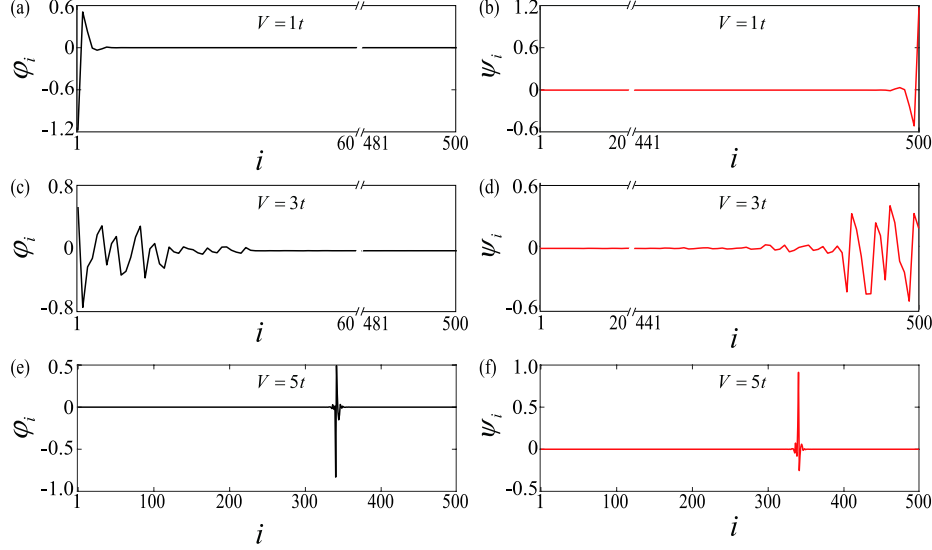 (a) 0.6 0 -0.6 -1.2 φi V = 1t 1 60 481 500 i
(b) 1.2 0.6 0 -0.6 ψi V = 1t 1 20 441 500 i
(c) 0.8 0 -0.8 φi V = 3t 1 60 481 500 i
(d) 0.6 0 -0.6 ψi V = 3t 1 20 441 500 i
(e) 0.5 0 -0.5 -1.0 φi V = 5t 1 100 200 300 400 500 i
(f) 1.0 0.5 0 -0.5 ψi V = 5t 1 100 200 300 400 500 i